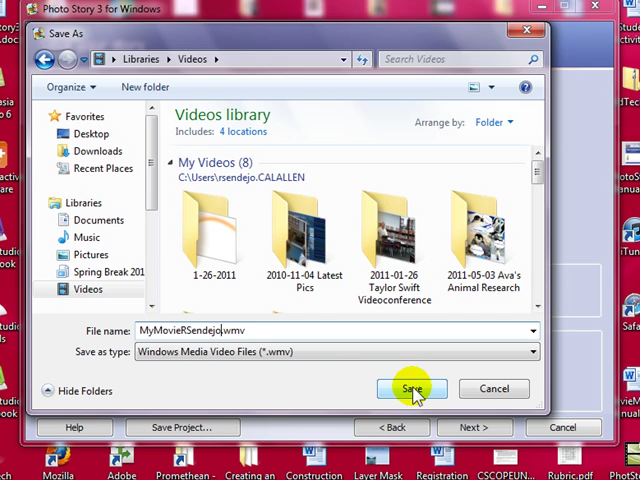 Photo Story 3 for Windows
Save As
Libraries
Videos
Search Videos
Organize
New folder
Favorites
Desktop
Downloads
Recent Places
Libraries
Documents
Music
Pictures
Spring Break 201
Videos
Videos library
Includes: 4 locations
Arrange by: Folder
My Videos (8)
C:\Users\rsendejo.CALALLEN
1-26-2011
2010-11-04 Latest
Pics
2011-01-26
Taylor Swift
Videoconference
2011-05-03 Ava's
Animal Research
File name: MyMovieRSendejo.wmv
Save as type: Windows Media Video Files (*.wmv)
Hide Folders
Save
Cancel
Help
Save Project...
< Back
Next >
Cancel
Mozilla
Audacity
Promethean -
Creating an
Construction
Layer Mask
Registration
CSCOPEUN...
Rubric.pdf